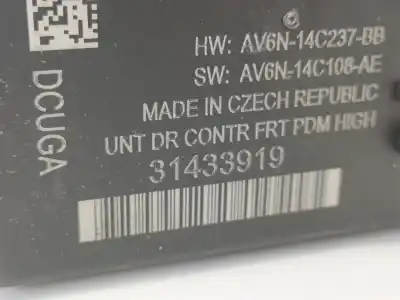 HW: AV6N-14C237-BB
SW: AV6N-14C108-AE
MADE IN CZECH REPUBLIC
UNT DR CONTR FRT PDM HIGH
31433919
DCUGA